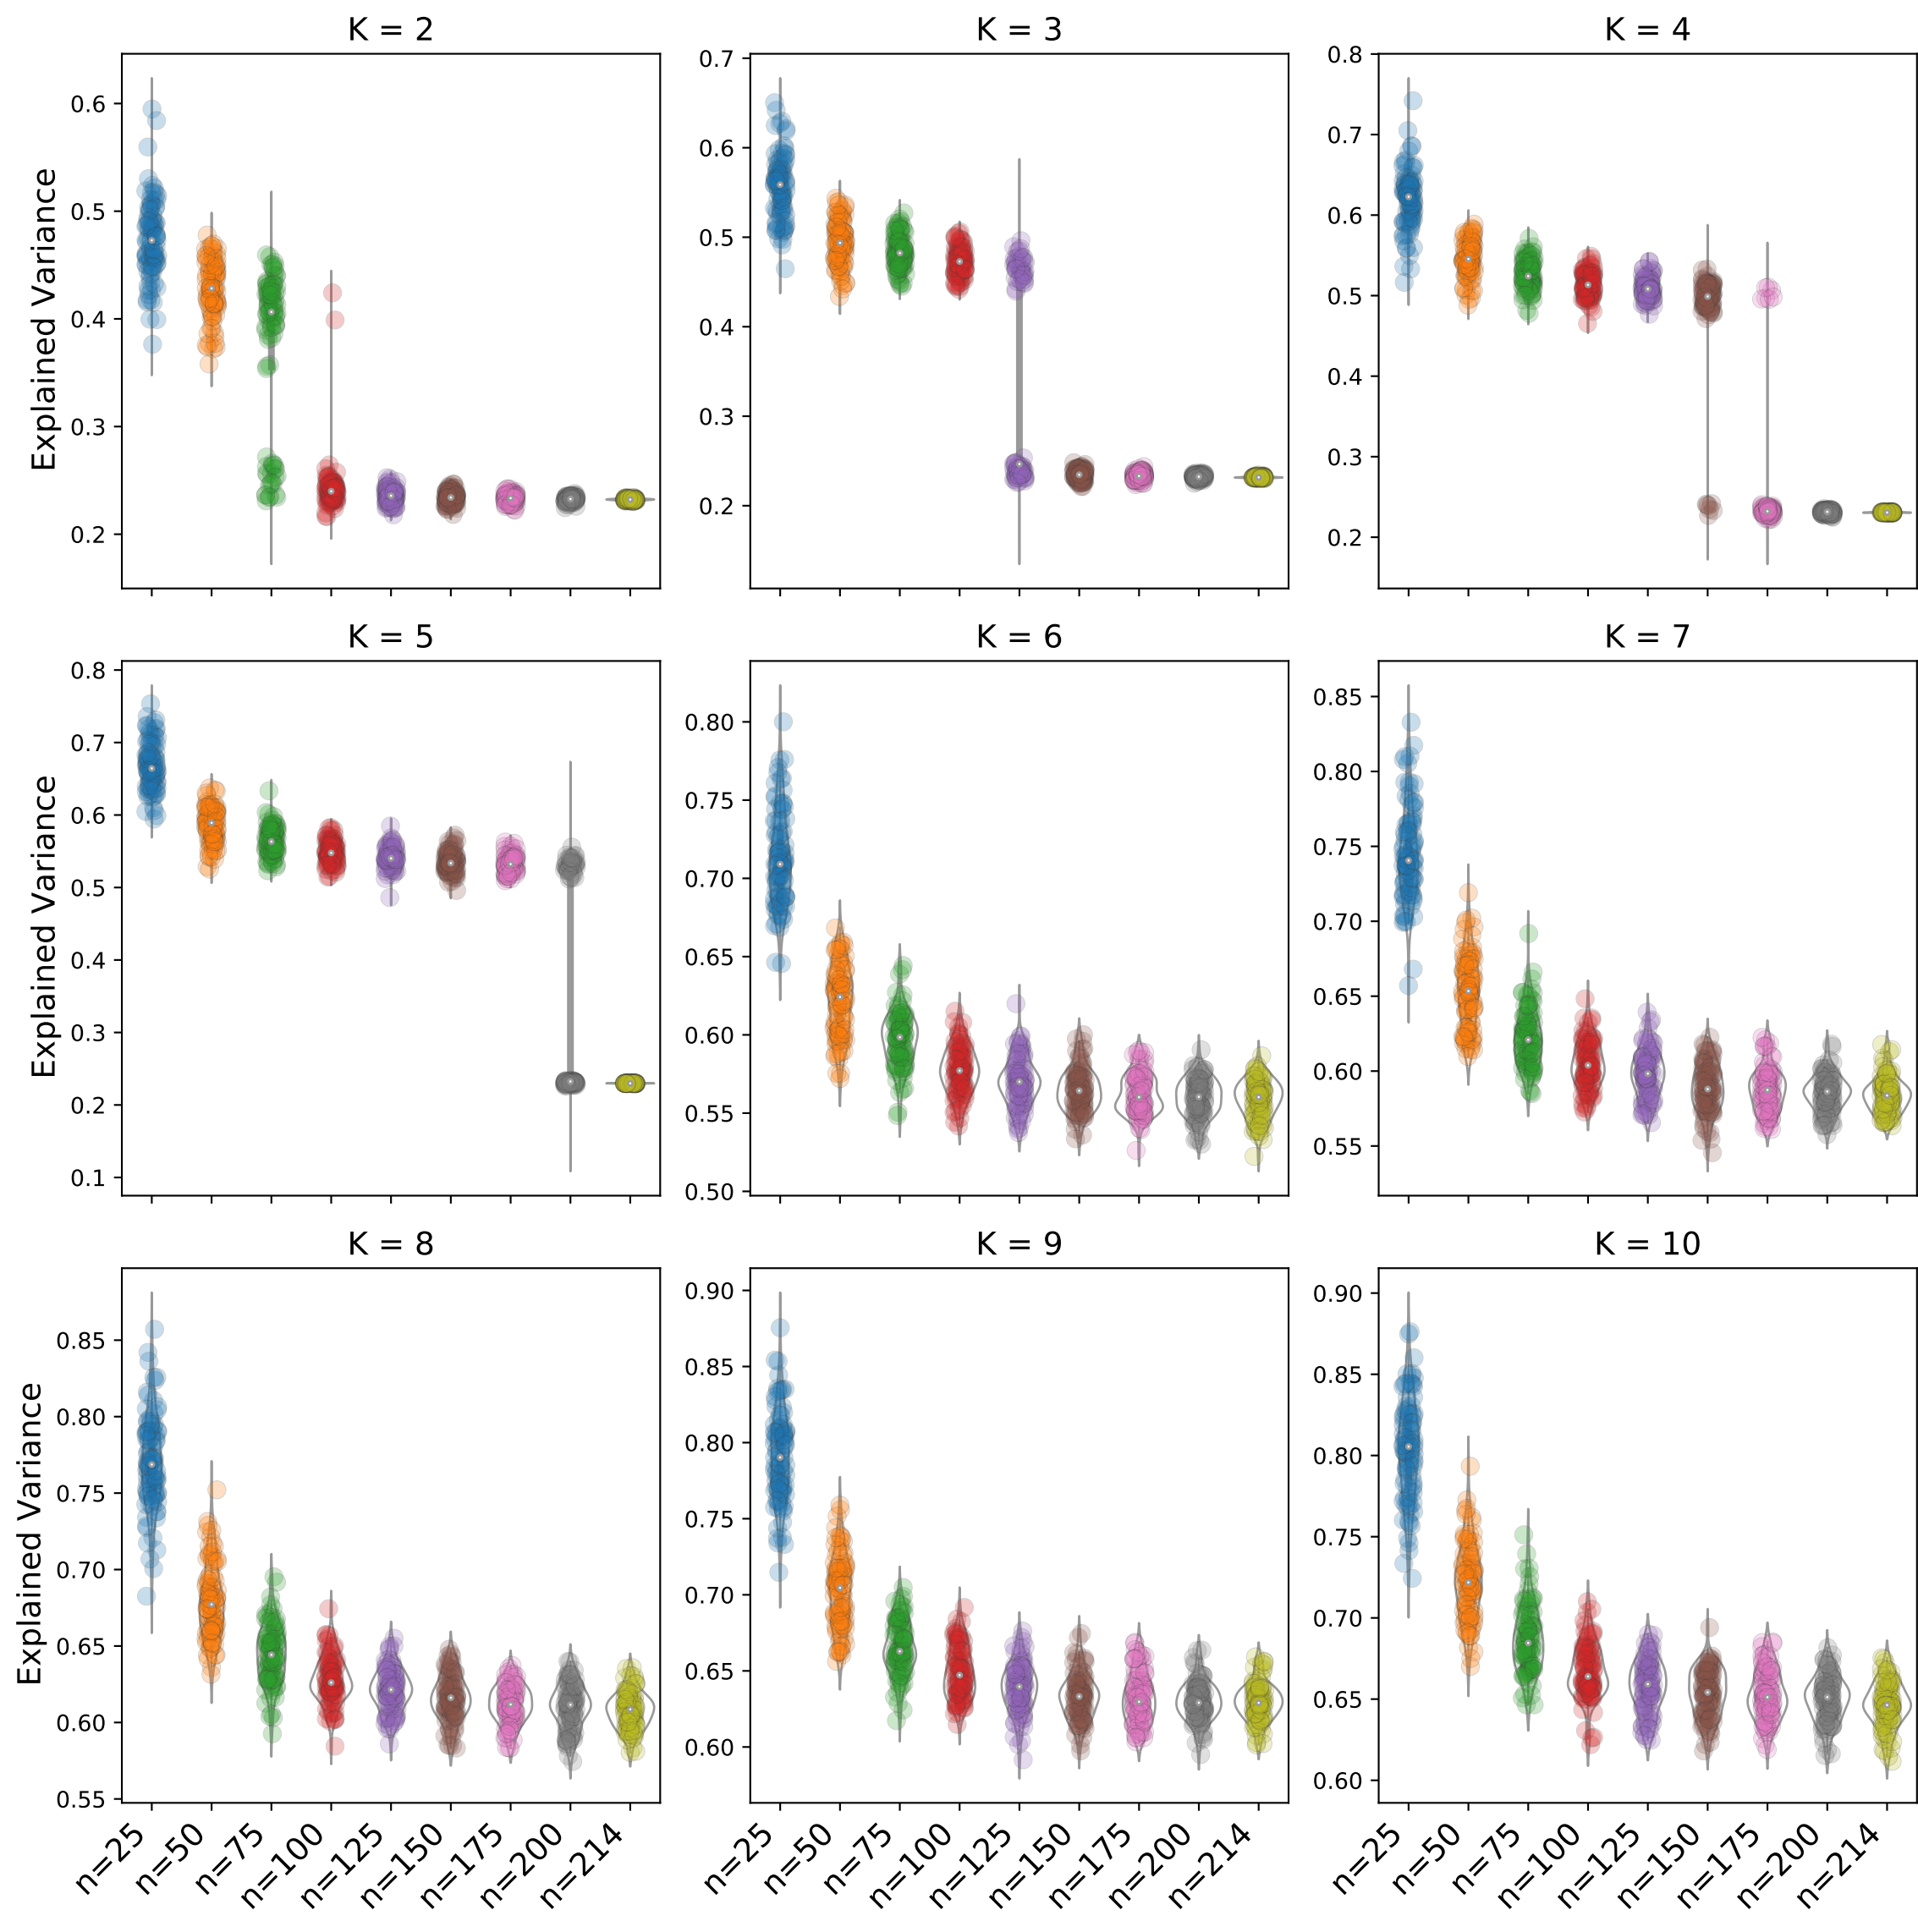 K = 2
K = 3
K = 4
Explained Variance
0.6
0.5
0.4
0.3
0.2
0.7
0.6
0.5
0.4
0.3
0.2
0.8
0.7
0.6
0.5
0.4
0.3
0.2
K = 5
K = 6
K = 7
Explained Variance
0.8
0.7
0.6
0.5
0.4
0.3
0.2
0.1
0.80
0.75
0.70
0.65
0.60
0.55
0.50
0.85
0.80
0.75
0.70
0.65
0.60
0.55
K = 8
K = 9
K = 10
Explained Variance
0.85
0.80
0.75
0.70
0.65
0.60
0.55
0.90
0.85
0.80
0.75
0.70
0.65
0.60
0.90
0.85
0.80
0.75
0.70
0.65
0.60
n=25
n=50
n=75
n=100
n=125
n=150
n=175
n=200
n=214
n=25
n=50
n=75
n=100
n=125
n=150
n=175
n=200
n=214
n=25
n=50
n=75
n=100
n=125
n=150
n=175
n=200
n=214